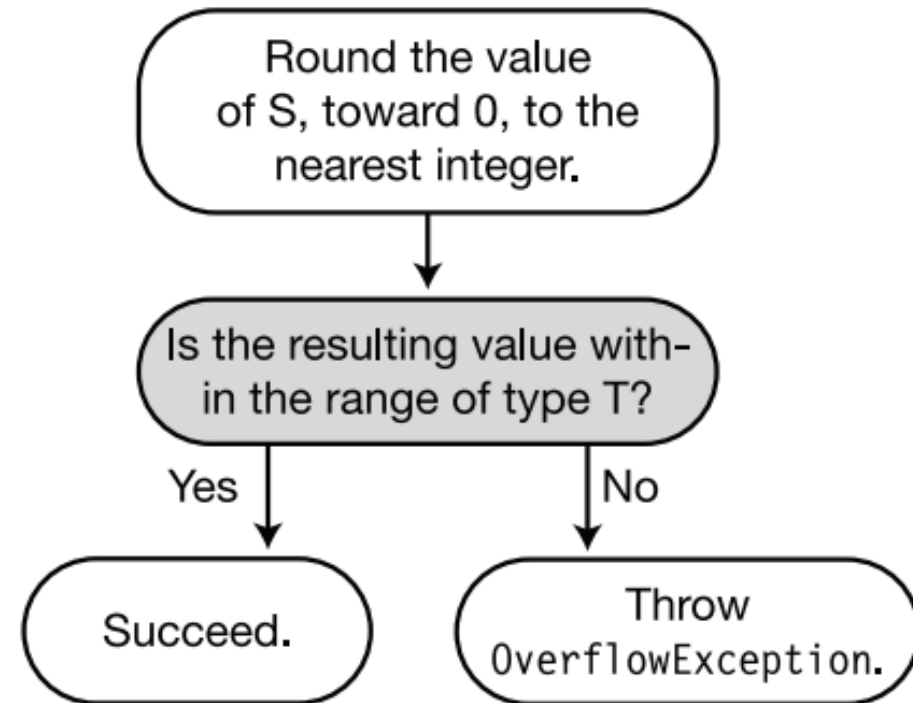 Round the value
of S, toward 0, to the
nearest integer.
Is the resulting value with-
in the range of type T?
Yes
No
Succeed.
Throw
OverflowException.